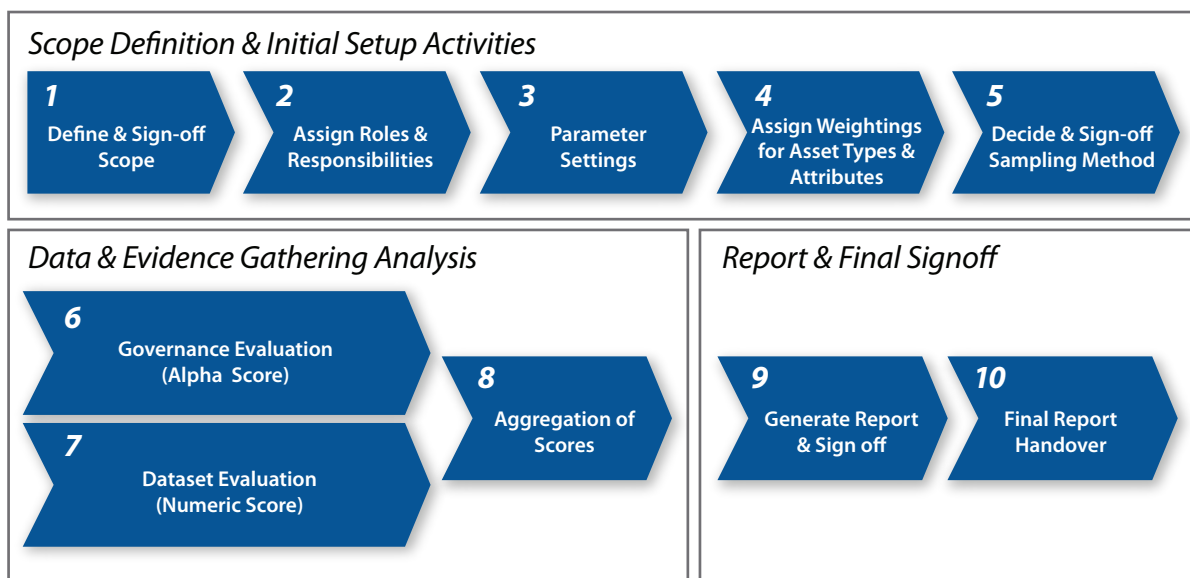 Scope Definition & Initial Setup Activities
1
Define & Sign-off
Scope
2
Assign Roles &
Responsibilities
3
Parameter
Settings
4
Assign Weightings
for Asset Types &
Attributes
5
Decide & Sign-off
Sampling Method
Data & Evidence Gathering Analysis
6
Governance Evaluation
(Alpha Score)
7
Dataset Evaluation
(Numeric Score)
8
Aggregation of
Scores
Report & Final Signoff
9
Generate Report
& Sign off
10
Final Report
Handover